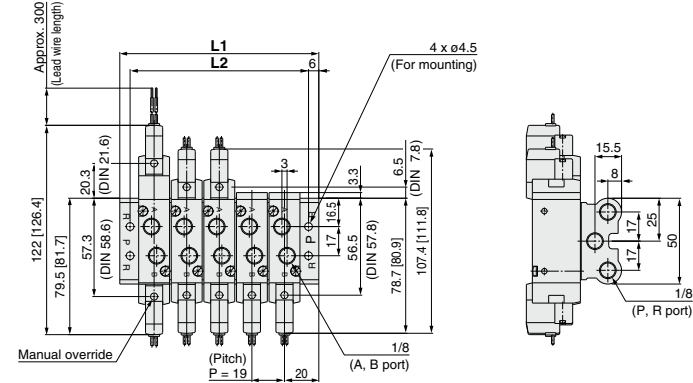 Approx. 300
(Lead wire length)
L1
L2
6
4 x ø4.5
(For mounting)
20.3
(DIN 21.6)
3
3.3
6.5
(DIN 7.8)
122 [126.4]
79.5 [81.7]
57.3
(DIN 58.6)
R
P
R
A
A
A
A
A
B
B
B
B
B
R
P
R
16.5
17
56.5
(DIN 57.8)
78.7 [80.9]
107.4 [111.8]
Manual override
(Pitch)
P = 19
20
1/8
(A, B port)
15.5
8
17
17
25
50
1/8
(P, R port)